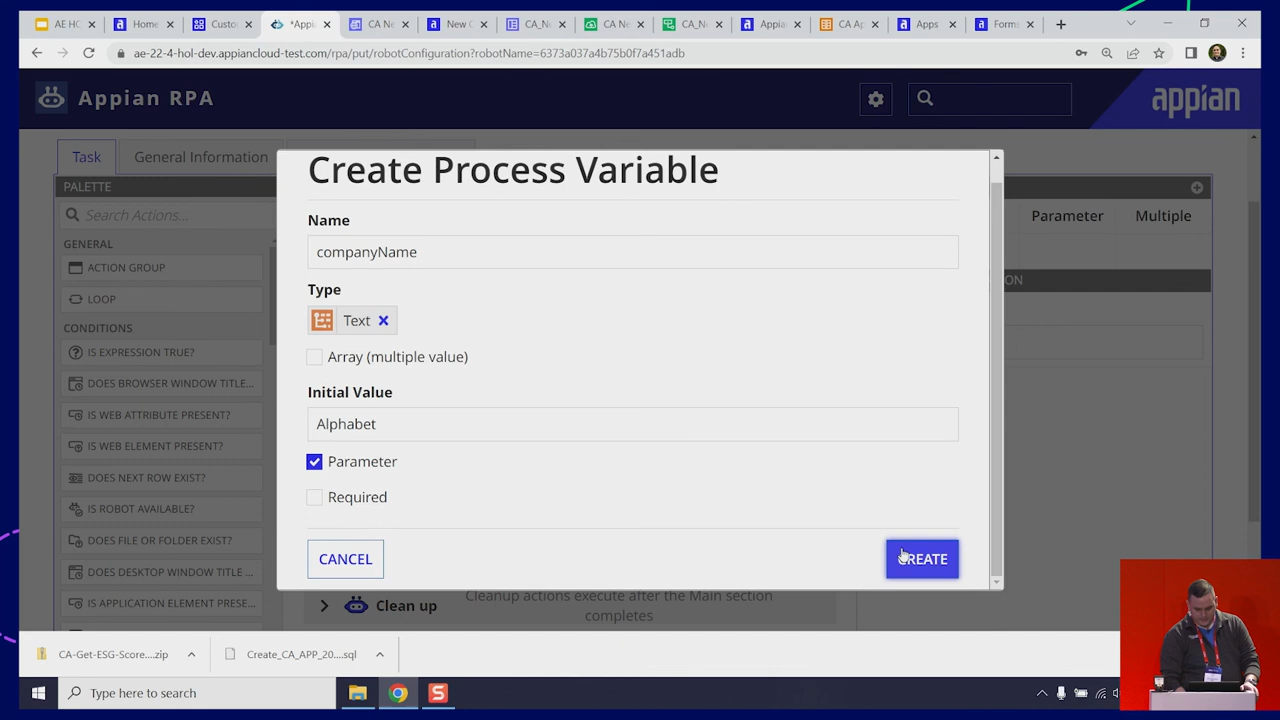 AE HO
Home
Custo
*Appia
CA Ne
New C
CA_Ne
CA Ne
CA_Ne
Appia
CA Ap
Apps
Forms
ae-22-4-hol-dev.appiancloud-test.com/rpa/put/robotConfiguration?robotName=6373a037a4b75b0f7a451adb
Appian RPA
appian
Task
General Information
PALETTE
Search Actions...
GENERAL
ACTION GROUP
LOOP
CONDITIONS
IS EXPRESSION TRUE?
DOES BROWSER WINDOW TITLE...
IS WEB ATTRIBUTE PRESENT?
IS WEB ELEMENT PRESENT?
DOES NEXT ROW EXIST?
IS ROBOT AVAILABLE?
DOES FILE OR FOLDER EXIST?
DOES DESKTOP WINDOW TITLE ...
IS APPLICATION ELEMENT PRESE...
Create Process Variable
Name
companyName
Type
Text
Array (multiple value)
Initial Value
Alphabet
Parameter
Required
CANCEL
CREATE
Parameter
Multiple
ON
Clean up
Cleanup actions execute after the Main section
completes
CA-Get-ESG-Score....zip
Create_CA_APP_20....sql
Type here to search